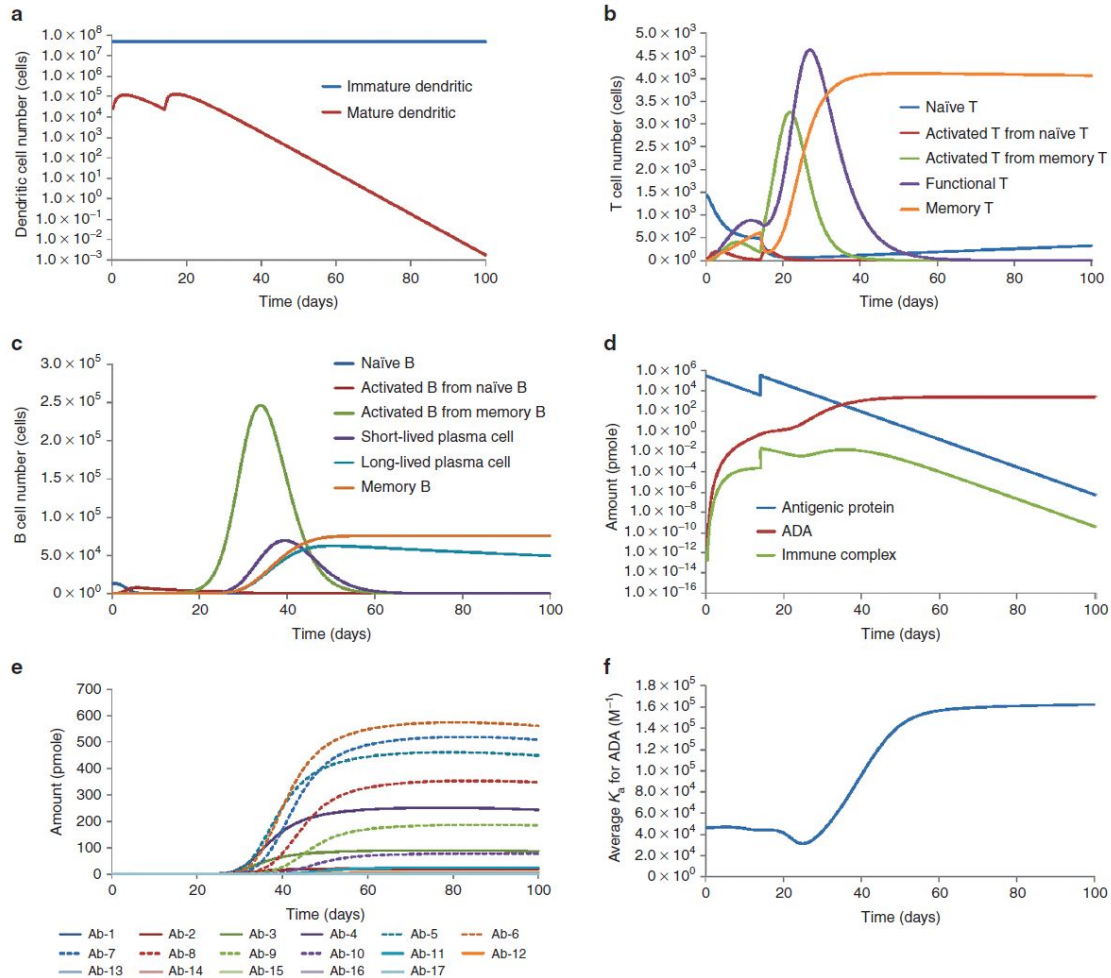 a
1.0 × 10⁸
1.0 × 10⁷
1.0 × 10⁶
1.0 × 10⁵
1.0 × 10⁴
1.0 × 10³
1.0 × 10²
1.0 × 10¹
1.0 × 10⁰
1.0 × 10⁻¹
1.0 × 10⁻²
1.0 × 10⁻³
Dendritic cell number (cells)
Immature dendritic
Mature dendritic
0 20 40 60 80 100
Time (days)
b
5.0 × 10³
4.5 × 10³
4.0 × 10³
3.5 × 10³
3.0 × 10³
2.5 × 10³
2.0 × 10³
1.5 × 10³
1.0 × 10³
5.0 × 10²
0.0 × 10⁰
T cell number (cells)
Naïve T
Activated T from naïve T
Activated T from memory T
Functional T
Memory T
0 20 40 60 80 100
Time (days)
c
3.0 × 10⁵
2.5 × 10⁵
2.0 × 10⁵
1.5 × 10⁵
1.0 × 10⁵
5.0 × 10⁴
0.0 × 10⁰
B cell number (cells)
Naïve B
Activated B from naïve B
Activated B from memory B
Short-lived plasma cell
Long-lived plasma cell
Memory B
0 20 40 60 80 100
Time (days)
d
1.0 × 10⁶
1.0 × 10⁴
1.0 × 10²
1.0 × 10⁰
1.0 × 10⁻²
1.0 × 10⁻⁴
1.0 × 10⁻⁶
1.0 × 10⁻⁸
1.0 × 10⁻¹⁰
1.0 × 10⁻¹²
1.0 × 10⁻¹⁴
1.0 × 10⁻¹⁶
Amount (pmole)
Antigenic protein
ADA
Immune complex
0 20 40 60 80 100
Time (days)
e
700
600
500
400
300
200
100
0
Amount (pmole)
0 20 40 60 80 100
Time (days)
Ab-1 Ab-2 Ab-3 Ab-4 Ab-5 Ab-6
Ab-7 Ab-8 Ab-9 Ab-10 Ab-11 Ab-12
Ab-13 Ab-14 Ab-15 Ab-16 Ab-17
f
1.8 × 10⁵
1.6 × 10⁵
1.4 × 10⁵
1.2 × 10⁵
1.0 × 10⁵
8.0 × 10⁴
6.0 × 10⁴
4.0 × 10⁴
2.0 × 10⁴
0.0 × 10⁰
Average Kₐ for ADA (M⁻¹)
0 20 40 60 80 100
Time (days)